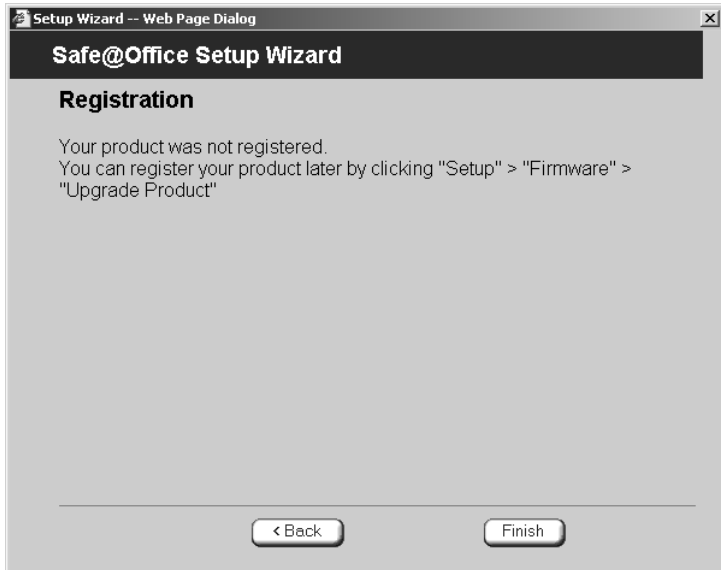 Setup Wizard -- Web Page Dialog
Safe@Office Setup Wizard
Registration
Your product was not registered.
You can register your product later by clicking "Setup" > "Firmware" >
"Upgrade Product"
< Back
Finish